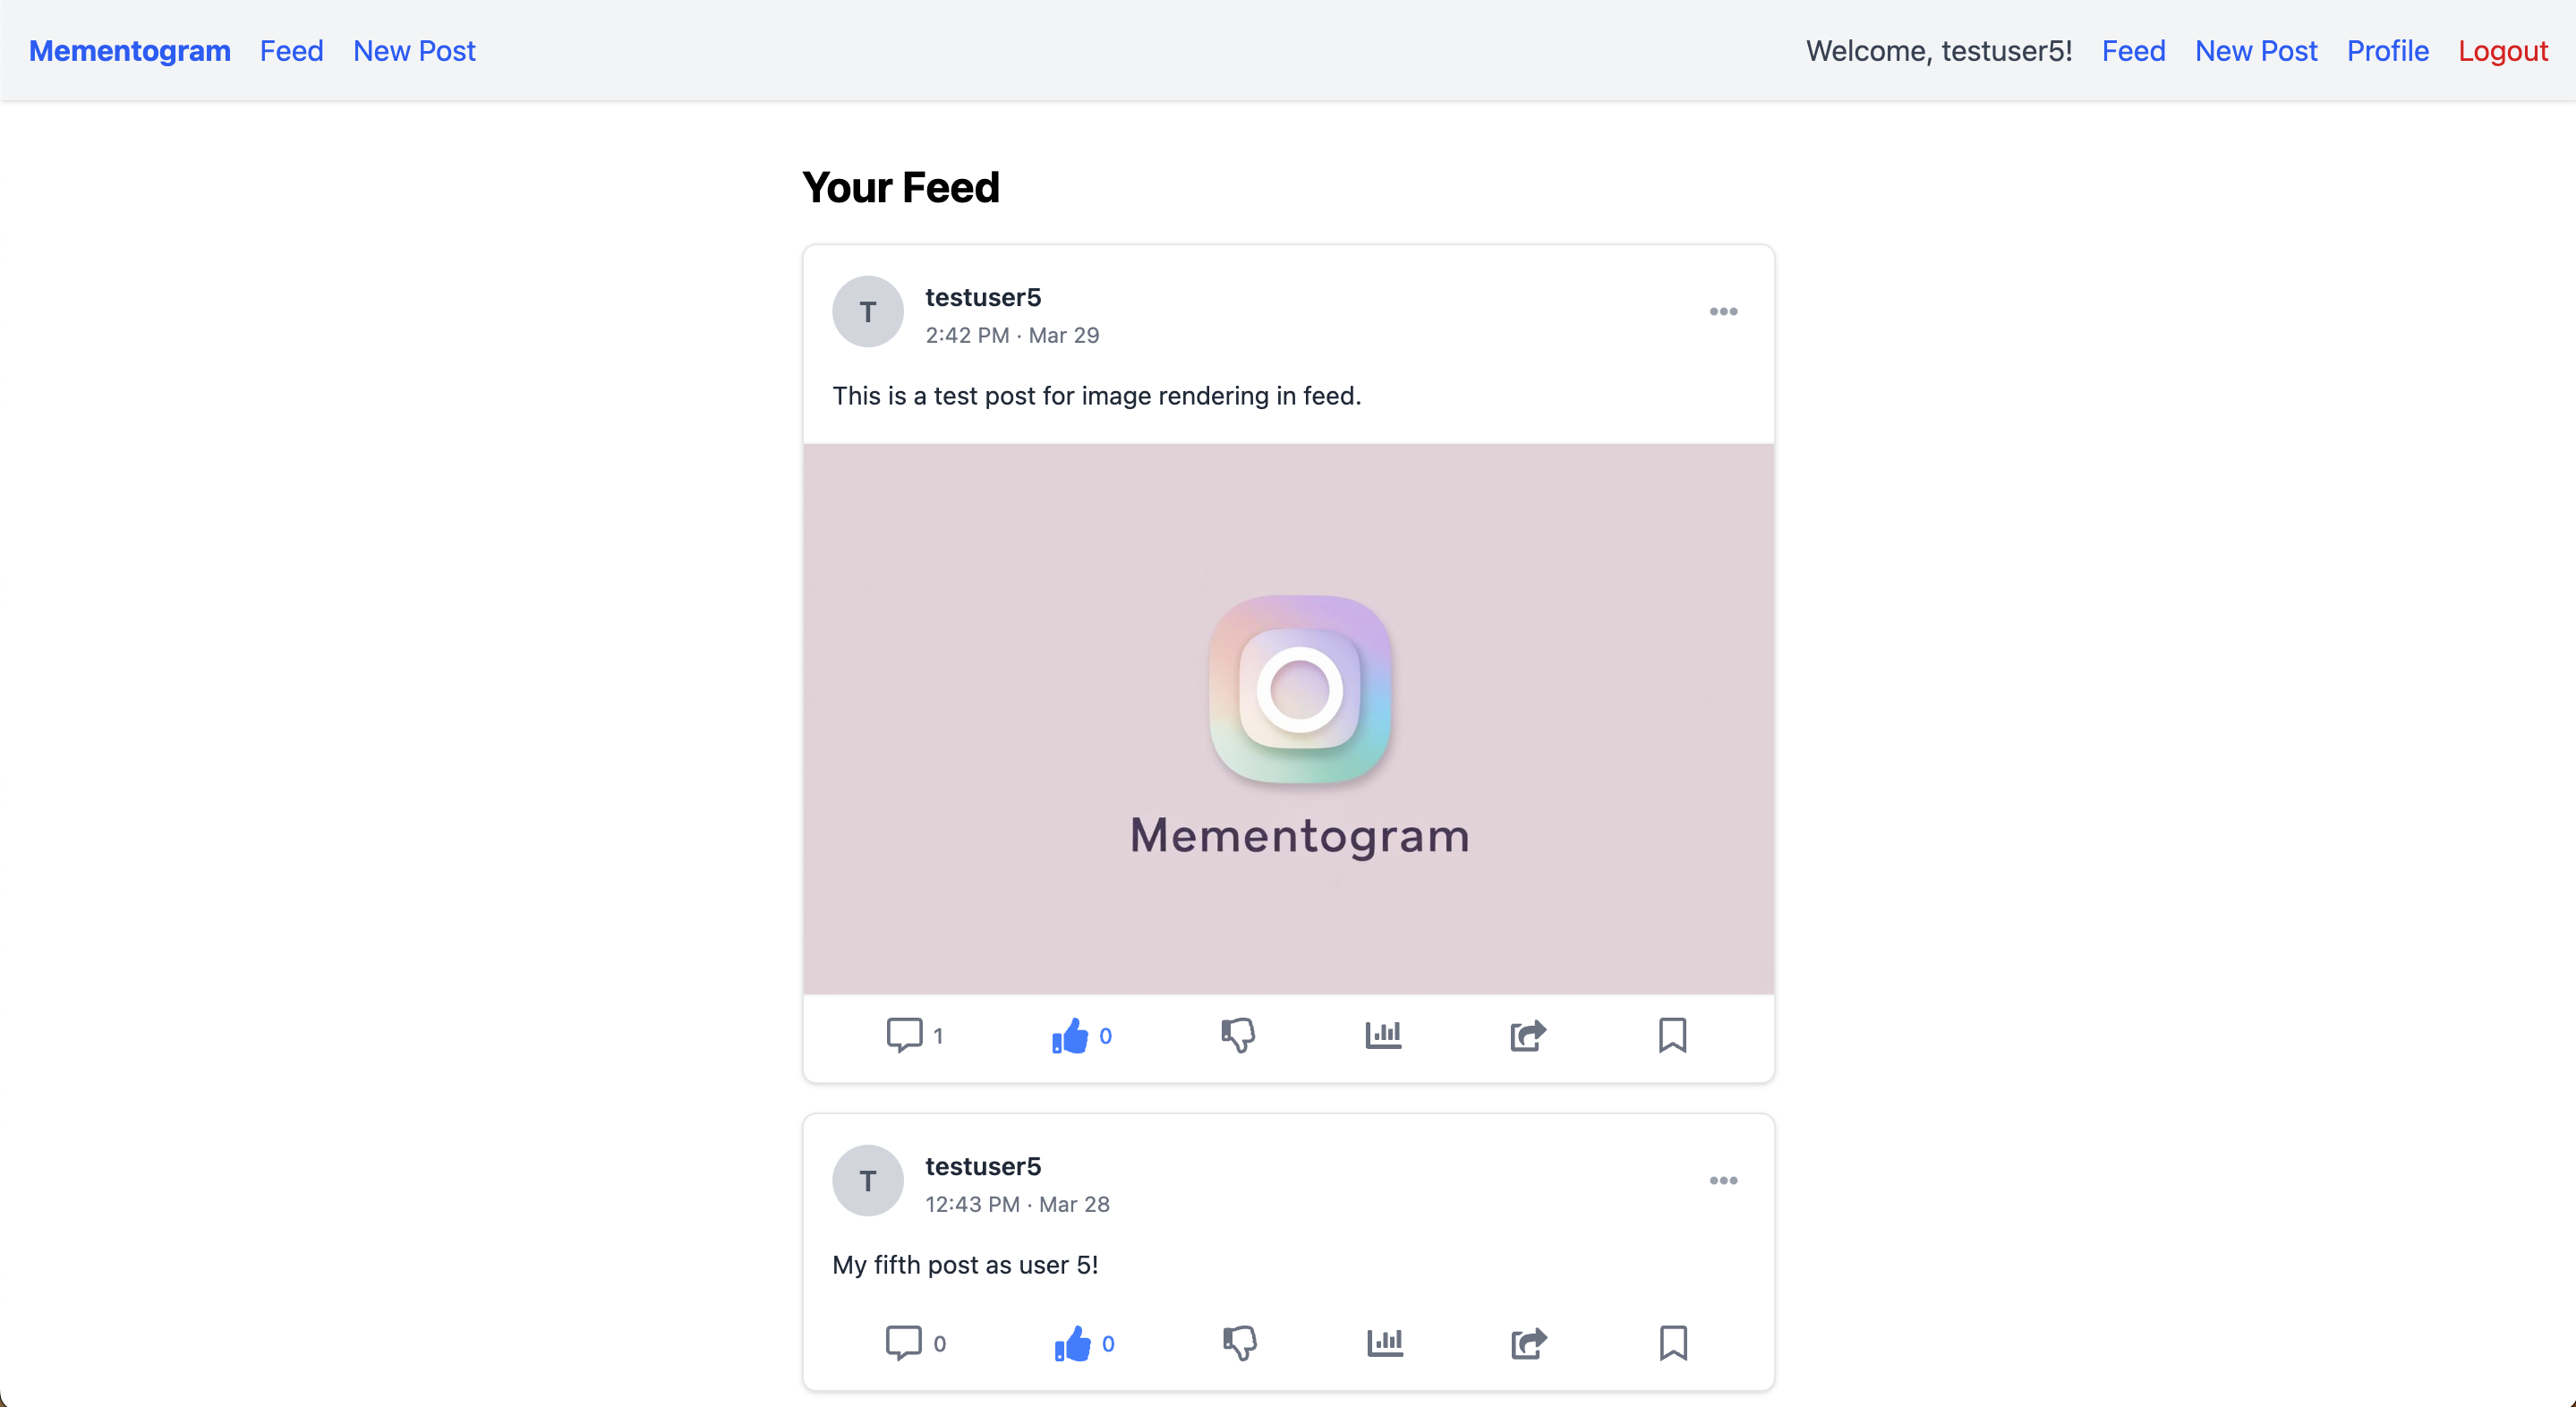 Mementogram Feed New Post Welcome, testuser5! Feed New Post Profile Logout
Your Feed
T
testuser5
2:42 PM · Mar 29
This is a test post for image rendering in feed.
Mementogram
1 0
T
testuser5
12:43 PM · Mar 28
My fifth post as user 5!
0 0